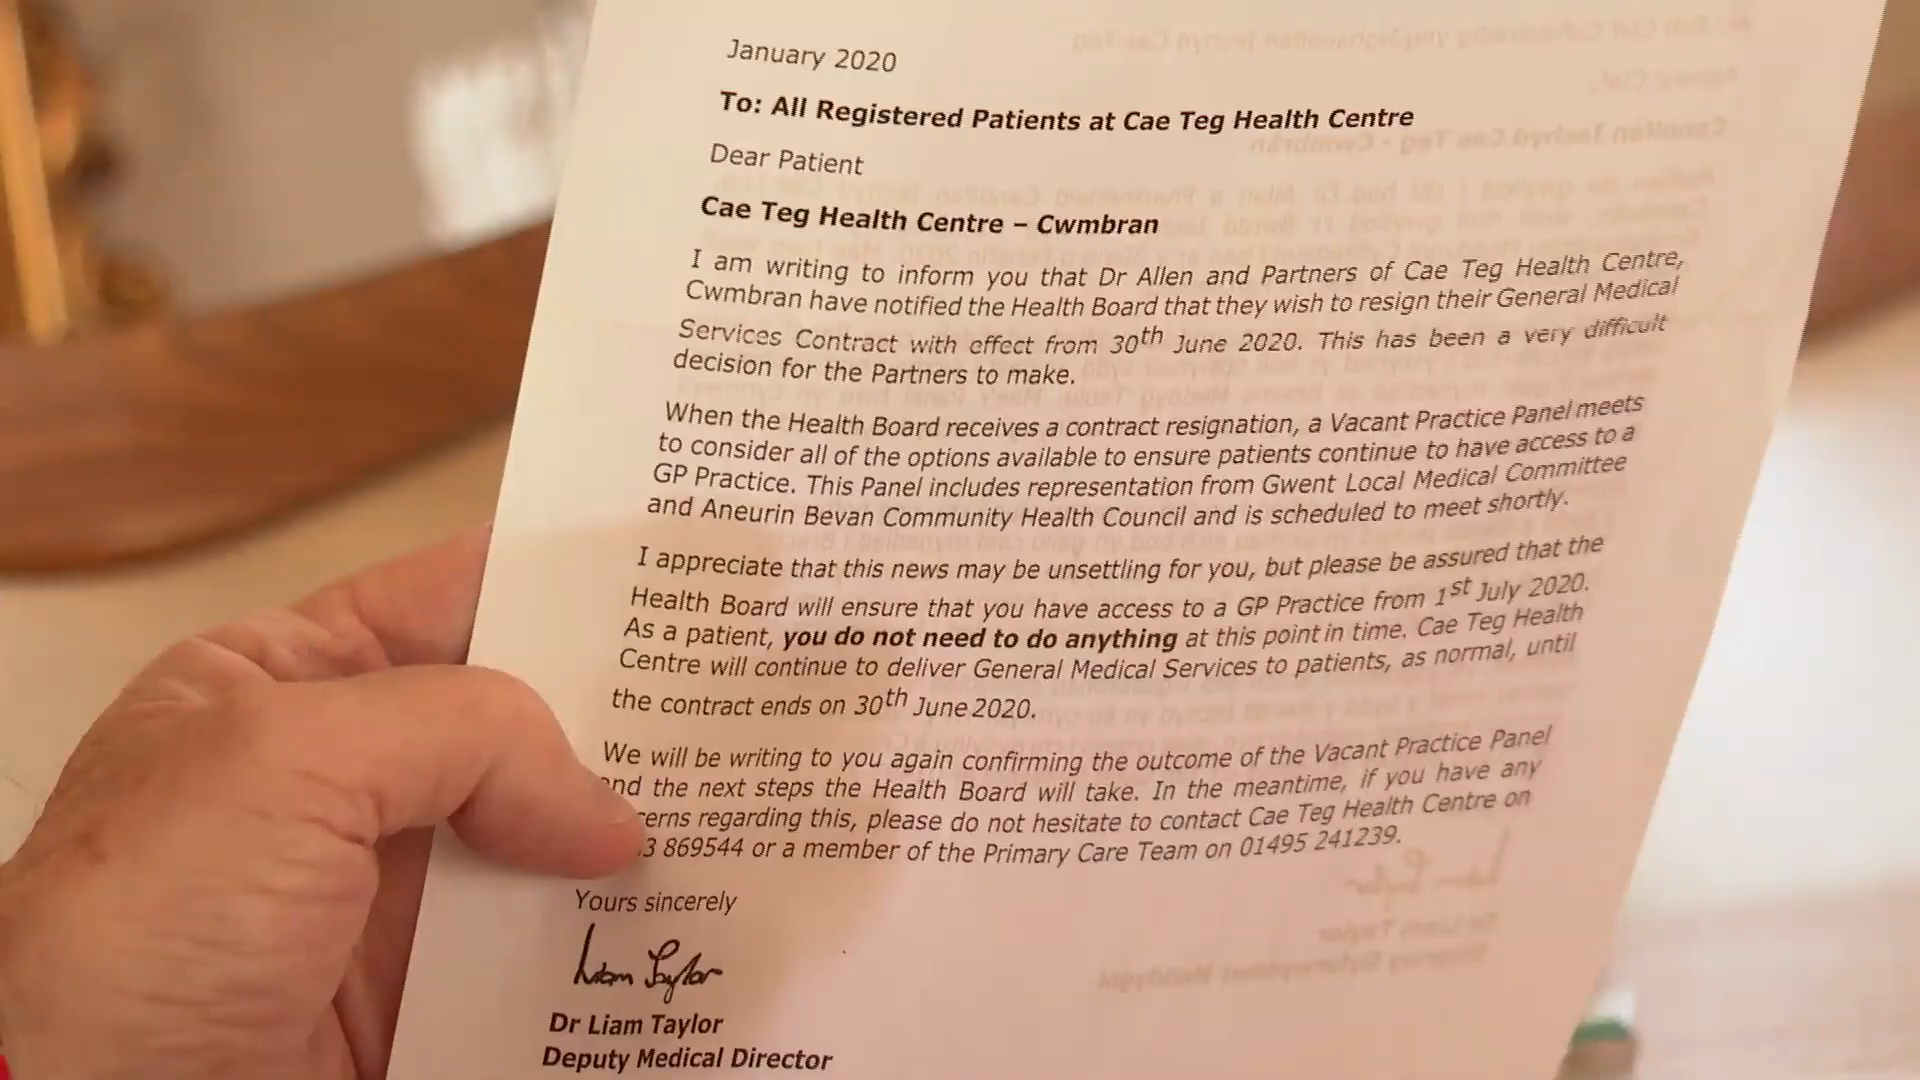 January 2020
To: All Registered Patients at Cae Teg Health Centre
Dear Patient
Cae Teg Health Centre – Cwmbran
I am writing to inform you that Dr Allen and Partners of Cae Teg Health Centre,
Cwmbran have notified the Health Board that they wish to resign their General Medical
Services Contract with effect from 30th June 2020. This has been a very difficult
decision for the Partners to make.
When the Health Board receives a contract resignation, a Vacant Practice Panel meets
to consider all of the options available to ensure patients continue to have access to a
GP Practice. This Panel includes representation from Gwent Local Medical Committee
and Aneurin Bevan Community Health Council and is scheduled to meet shortly.
I appreciate that this news may be unsettling for you, but please be assured that the
Health Board will ensure that you have access to a GP Practice from 1st July 2020.
As a patient, you do not need to do anything at this point in time. Cae Teg Health
Centre will continue to deliver General Medical Services to patients, as normal, until
the contract ends on 30th June 2020.
We will be writing to you again confirming the outcome of the Vacant Practice Panel
and the next steps the Health Board will take. In the meantime, if you have any
regarding this, please do not hesitate to contact Cae Teg Health Centre on
869544 or a member of the Primary Care Team on 01495 241239.
Yours sincerely
Liam Taylor
Dr Liam Taylor
Deputy Medical Director